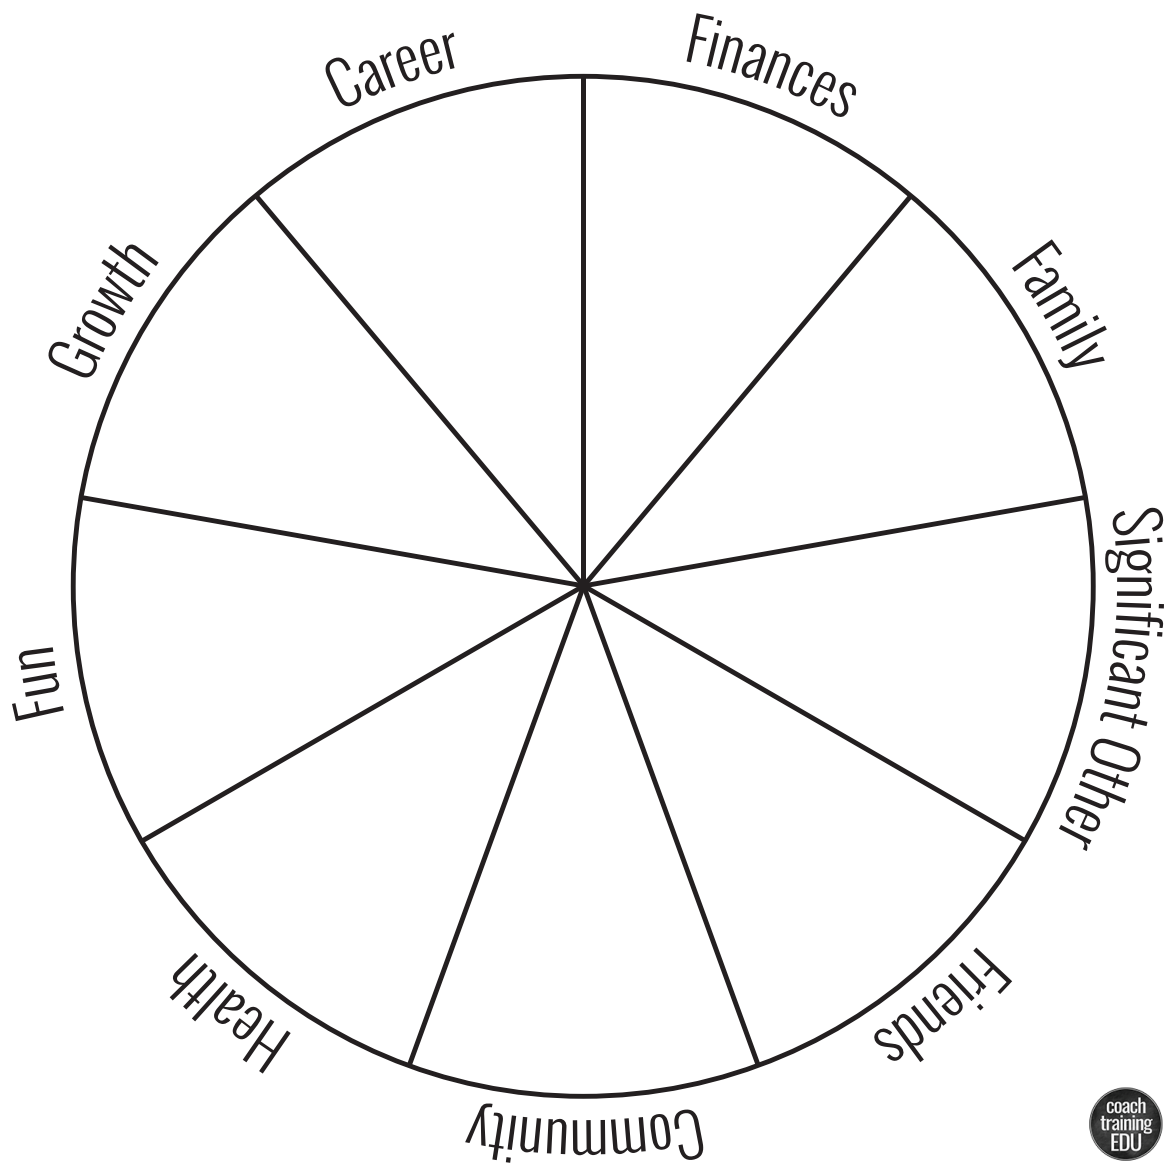 Career
Finances
Family
Significant Other
Friends
Community
Health
Fun
Growth
coach
training
EDU